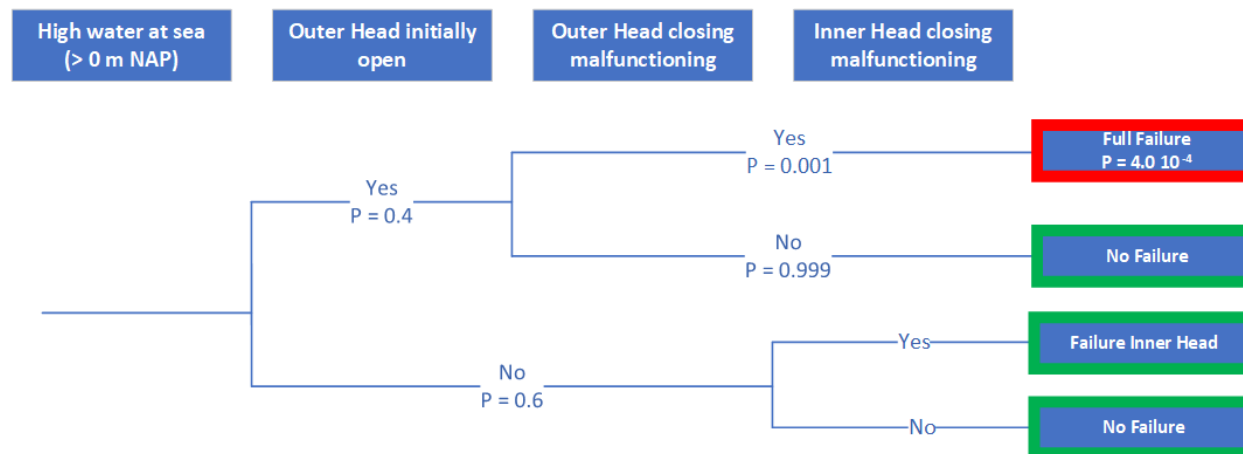 High water at sea
(> 0 m NAP)
Outer Head initially
open
Outer Head closing
malfunctioning
Inner Head closing
malfunctioning
Yes
P = 0.001
Full Failure
P = 4.0 10⁻⁴
Yes
P = 0.4
No
P = 0.999
No Failure
No
P = 0.6
Yes
Failure Inner Head
No
No Failure